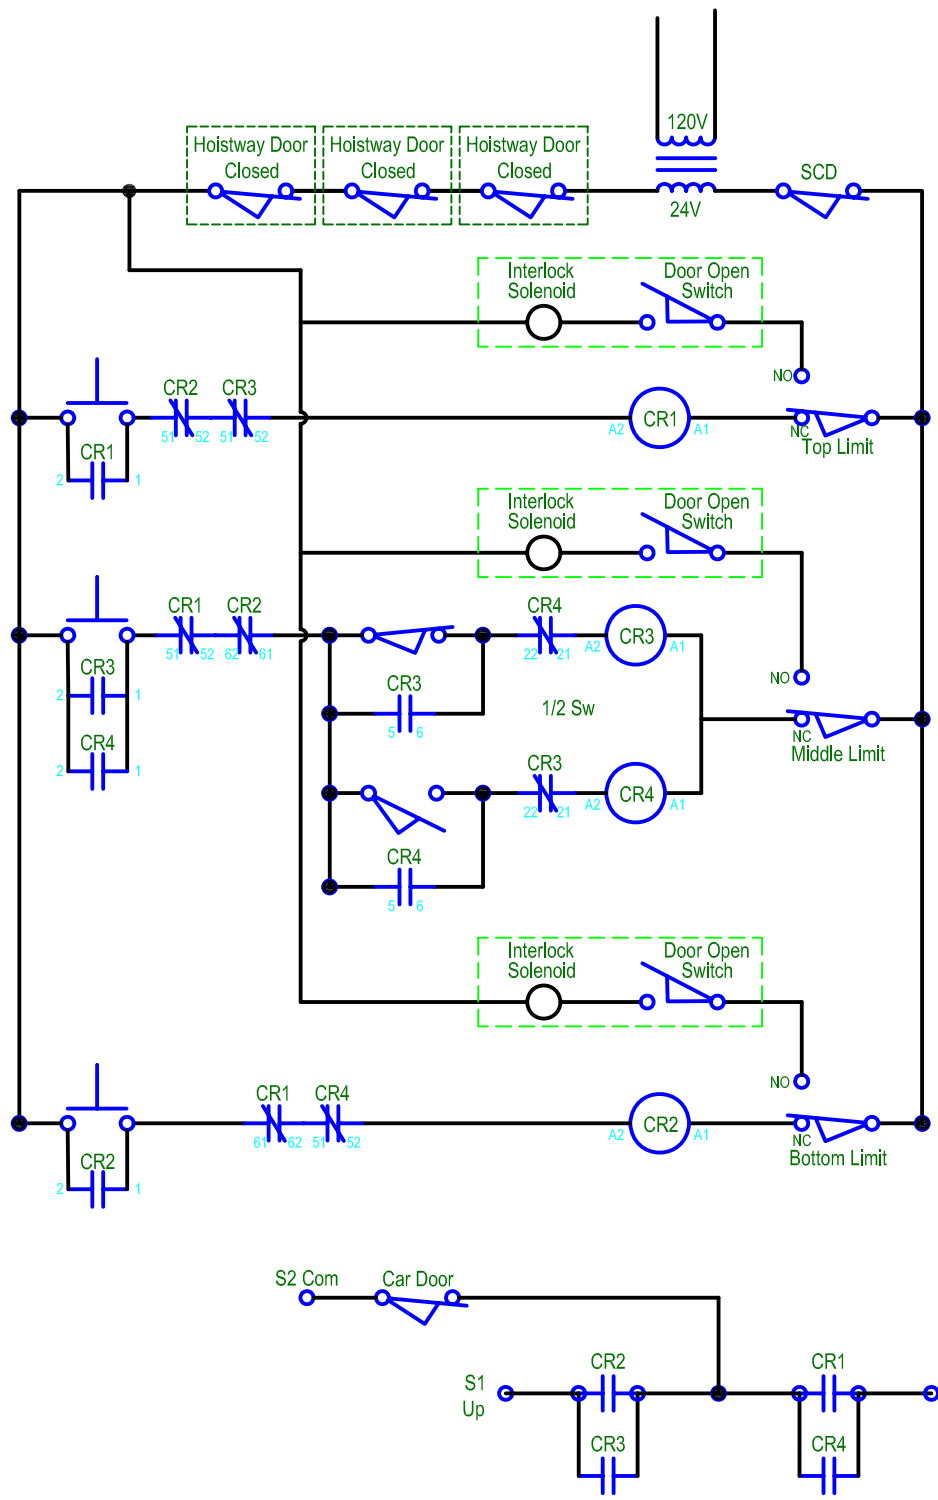 120V
Hoistway Door
Closed
Hoistway Door
Closed
Hoistway Door
Closed
SCD
24V
Interlock
Solenoid
Door Open
Switch
NO
CR2
CR3
CR1
51
52
51
52
A2
A1
NC
Top Limit
CR1
2
1
Interlock
Solenoid
Door Open
Switch
CR1
CR2
CR4
CR3
51
52
62
61
22
21
A2
A1
CR3
2
1
NO
CR3
5
6
1/2 Sw
CR4
2
1
NC
Middle Limit
CR3
CR4
22
21
A2
A1
CR4
5
6
Interlock
Solenoid
Door Open
Switch
NO
CR1
CR4
CR2
61
62
51
52
A2
A1
NC
Bottom Limit
CR2
2
1
S2 Com
Car Door
S1
Up
CR2
CR1
CR3
CR4